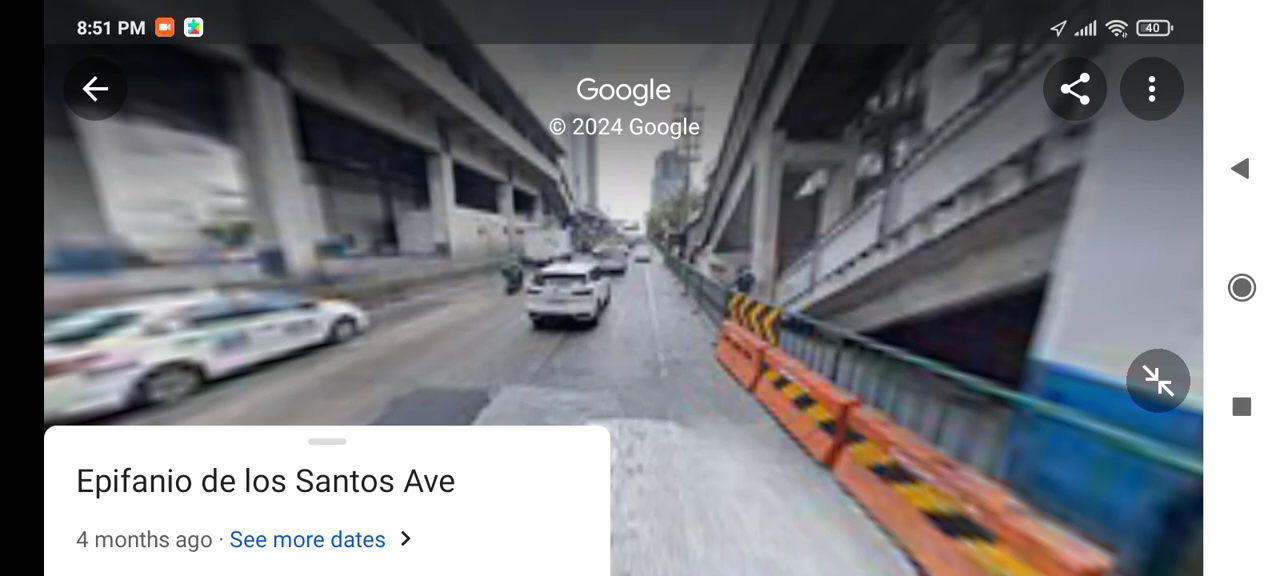 8:51 PM
40
Google
© 2024 Google
Epifanio de los Santos Ave
4 months ago · See more dates